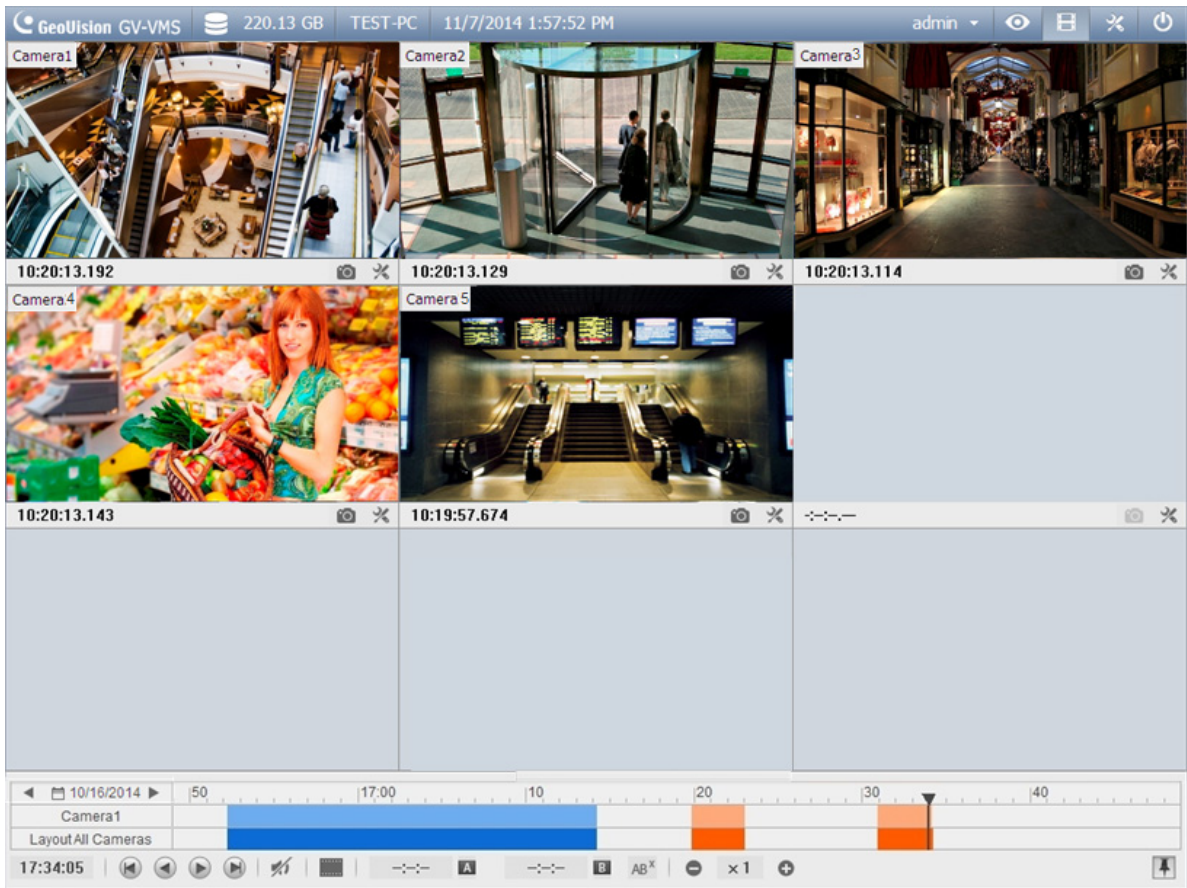 GeoVision GV-VMS 220.13 GB TEST-PC 11/7/2014 1:57:52 PM admin
Camera1
Camera2
Camera3
10:20:13.192
10:20:13.129
10:20:13.114
Camera 4
Camera 5
10:20:13.143
10:19:57.674
--:--:--.---
10/16/2014 50 17:00 10 20 30 40
Camera1
Layout All Cameras
17:34:05 --:--:-- A --:--:-- B ABX x 1